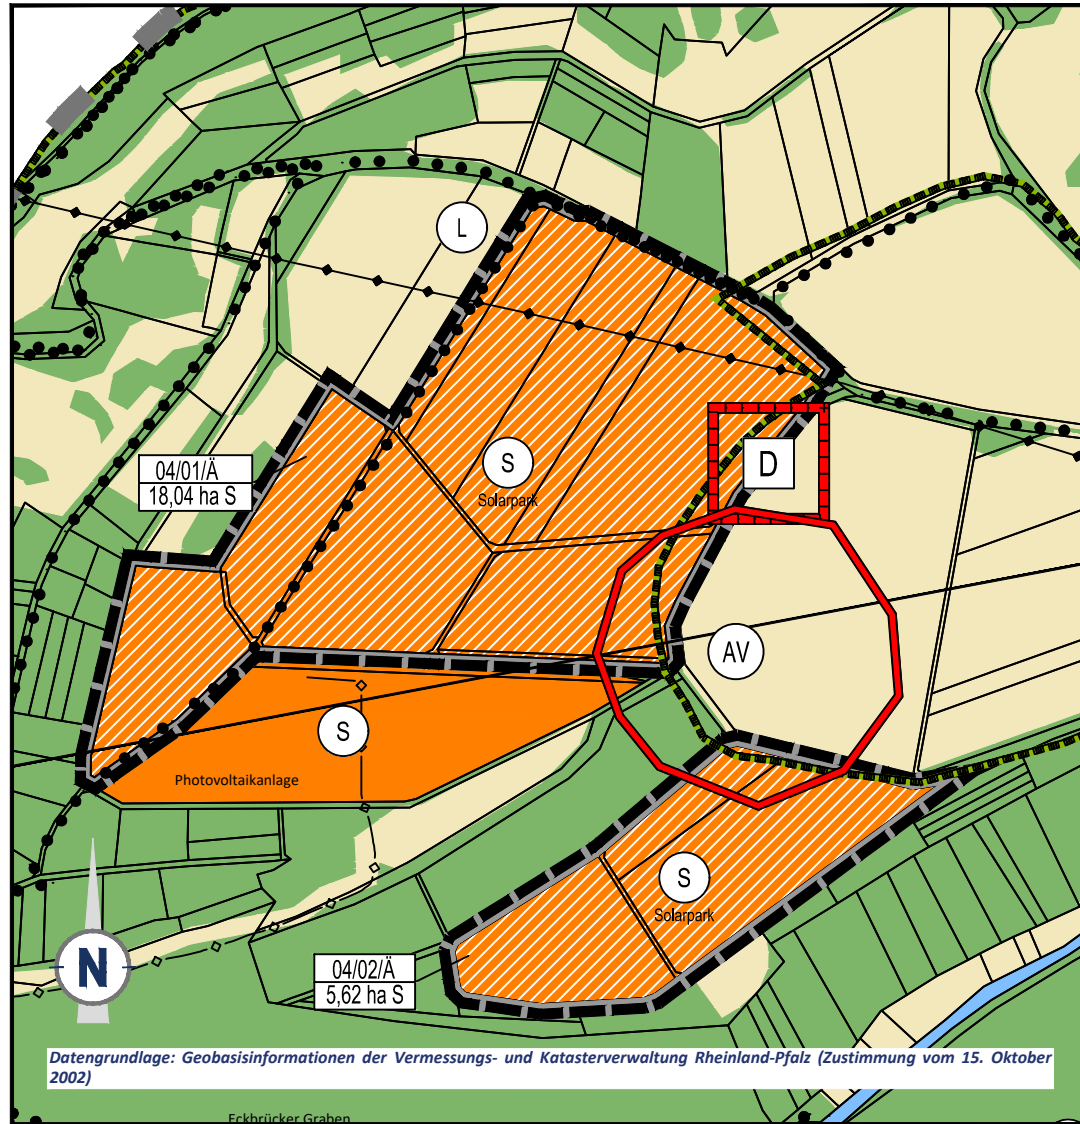 L
S
Solarpark
D
04/01/Ä
18,04 ha S
AV
S
Photovoltaikanlage
S
Solarpark
04/02/Ä
5,62 ha S
N
Datengrundlage: Geobasisinformationen der Vermessungs- und Katasterverwaltung Rheinland-Pfalz (Zustimmung vom 15. Oktober
2002)
Eckbrücker Graben